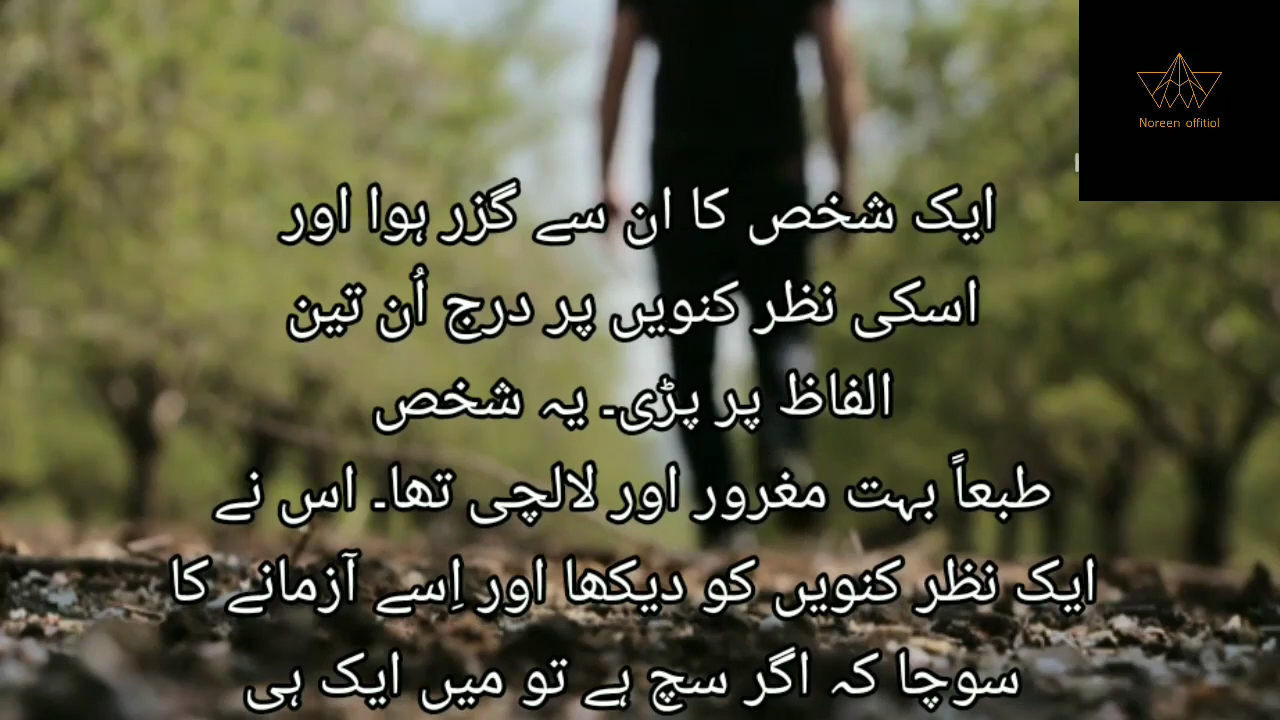 Noreen offitiol
ایک شخص کا ان سے گزر ہوا اور
اسکی نظر کنویں پر درج اُن تین
الفاظ پر پڑی۔ یہ شخص
طبعاً بہت مغرور اور لالچی تھا۔ اس نے
ایک نظر کنویں کو دیکھا اور اِسے آزمانے کا
سوچا کہ اگر سچ ہے تو میں ایک ہی